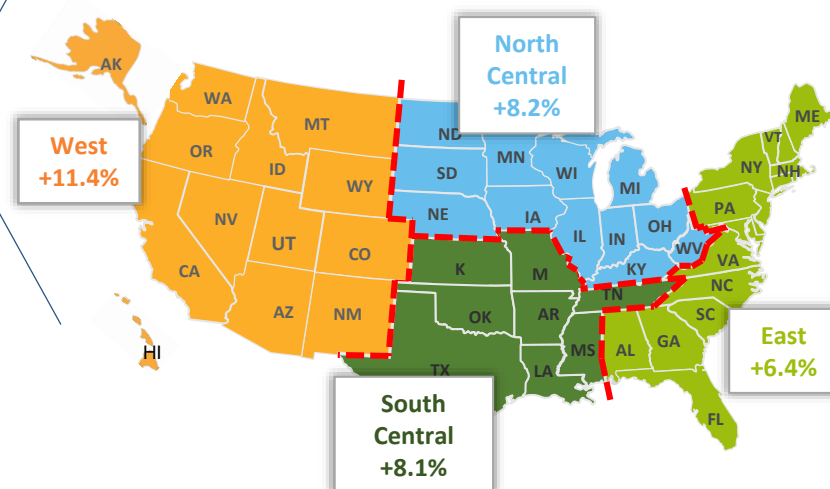 AK
WA
MT
OR
ID
WY
NV
UT
CO
CA
AZ
NM
HI
West
+11.4%
North
Central
+8.2%
ND
MN
SD
WI
MI
NE
IA
IL
IN
OH
WV
KY
ME
VT
NY
NH
PA
VA
NC
SC
AL
GA
FL
East
+6.4%
K
M
TN
OK
AR
MS
TX
LA
South
Central
+8.1%